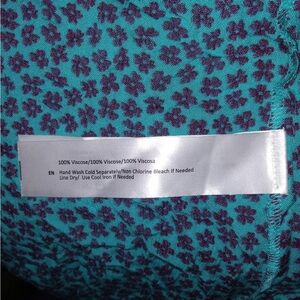 100% Viscose/100% Viscose/100% Viscosa
EN Hand Wash Cold Separately/Non Chlorine Bleach If Needed
Line Dry/ Use Cool Iron If Needed